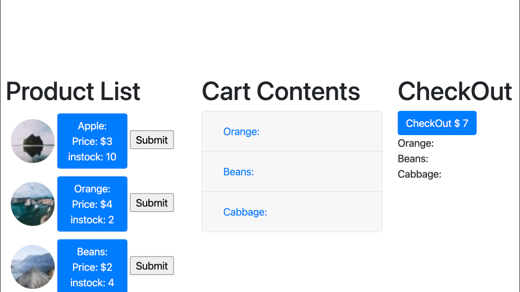 Product List
Apple:
Price: $3
instock: 10
Submit
Orange:
Price: $4
instock: 2
Submit
Beans:
Price: $2
instock: 4
Submit
Cart Contents
Orange:
Beans:
Cabbage:
CheckOut
CheckOut $ 7
Orange:
Beans:
Cabbage: